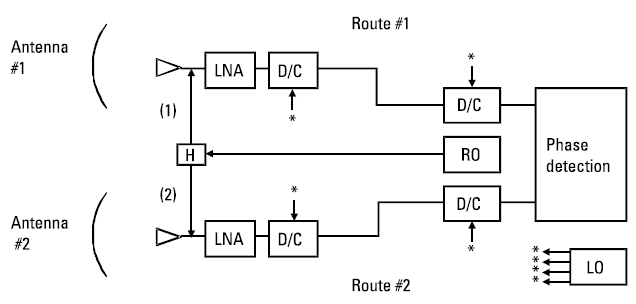 Route #1
Antenna
#1
LNA
D/C
*
*
D/C
(1)
H
RO
Phase
detection
(2)
Antenna
#2
LNA
*
D/C
D/C
*
*
*
*
*
LO
Route #2